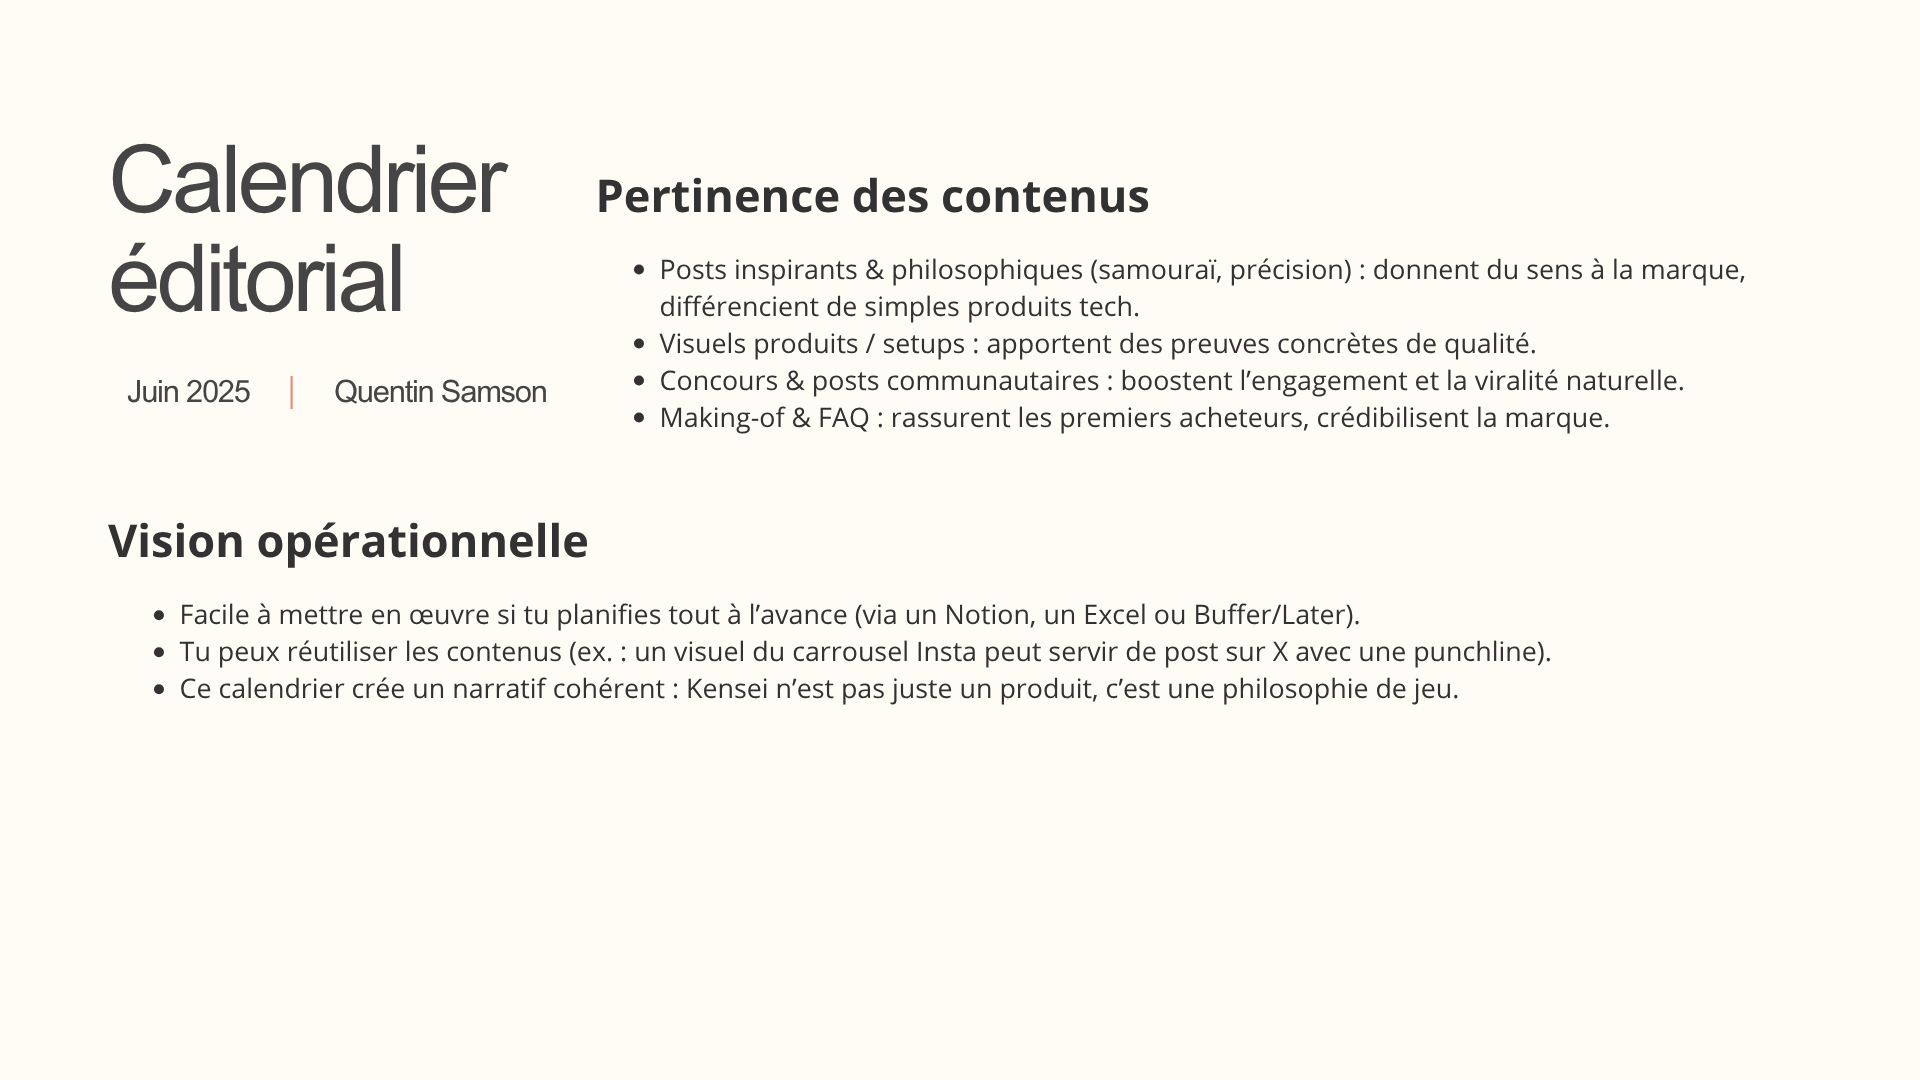 Calendrier
éditorial
Juin 2025 | Quentin Samson
Pertinence des contenus
• Posts inspirants & philosophiques (samouraï, précision) : donnent du sens à la marque,
différencient de simples produits tech.
• Visuels produits / setups : apportent des preuves concrètes de qualité.
• Concours & posts communautaires : boostent l’engagement et la viralité naturelle.
• Making-of & FAQ : rassurent les premiers acheteurs, crédibilisent la marque.
Vision opérationnelle
• Facile à mettre en œuvre si tu planifies tout à l’avance (via un Notion, un Excel ou Buffer/Later).
• Tu peux réutiliser les contenus (ex. : un visuel du carrousel Insta peut servir de post sur X avec une punchline).
• Ce calendrier crée un narratif cohérent : Kensei n’est pas juste un produit, c’est une philosophie de jeu.